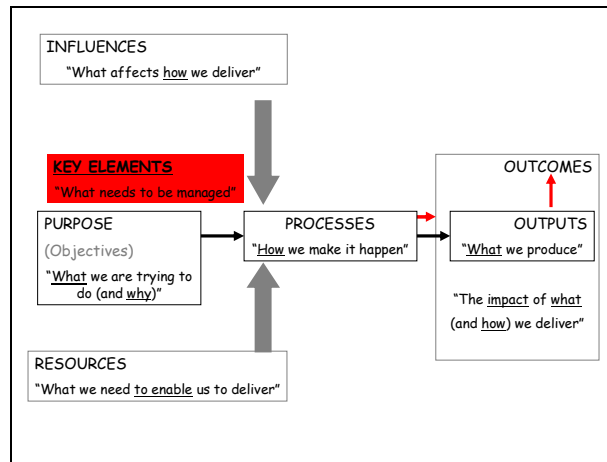 INFLUENCES
“What affects how we deliver”
KEY ELEMENTS
“What needs to be managed”
PURPOSE
(Objectives)
“What we are trying to
do (and why)”
PROCESSES
“How we make it happen”
OUTCOMES
OUTPUTS
“What we produce”
“The impact of what
(and how) we deliver”
RESOURCES
“What we need to enable us to deliver”